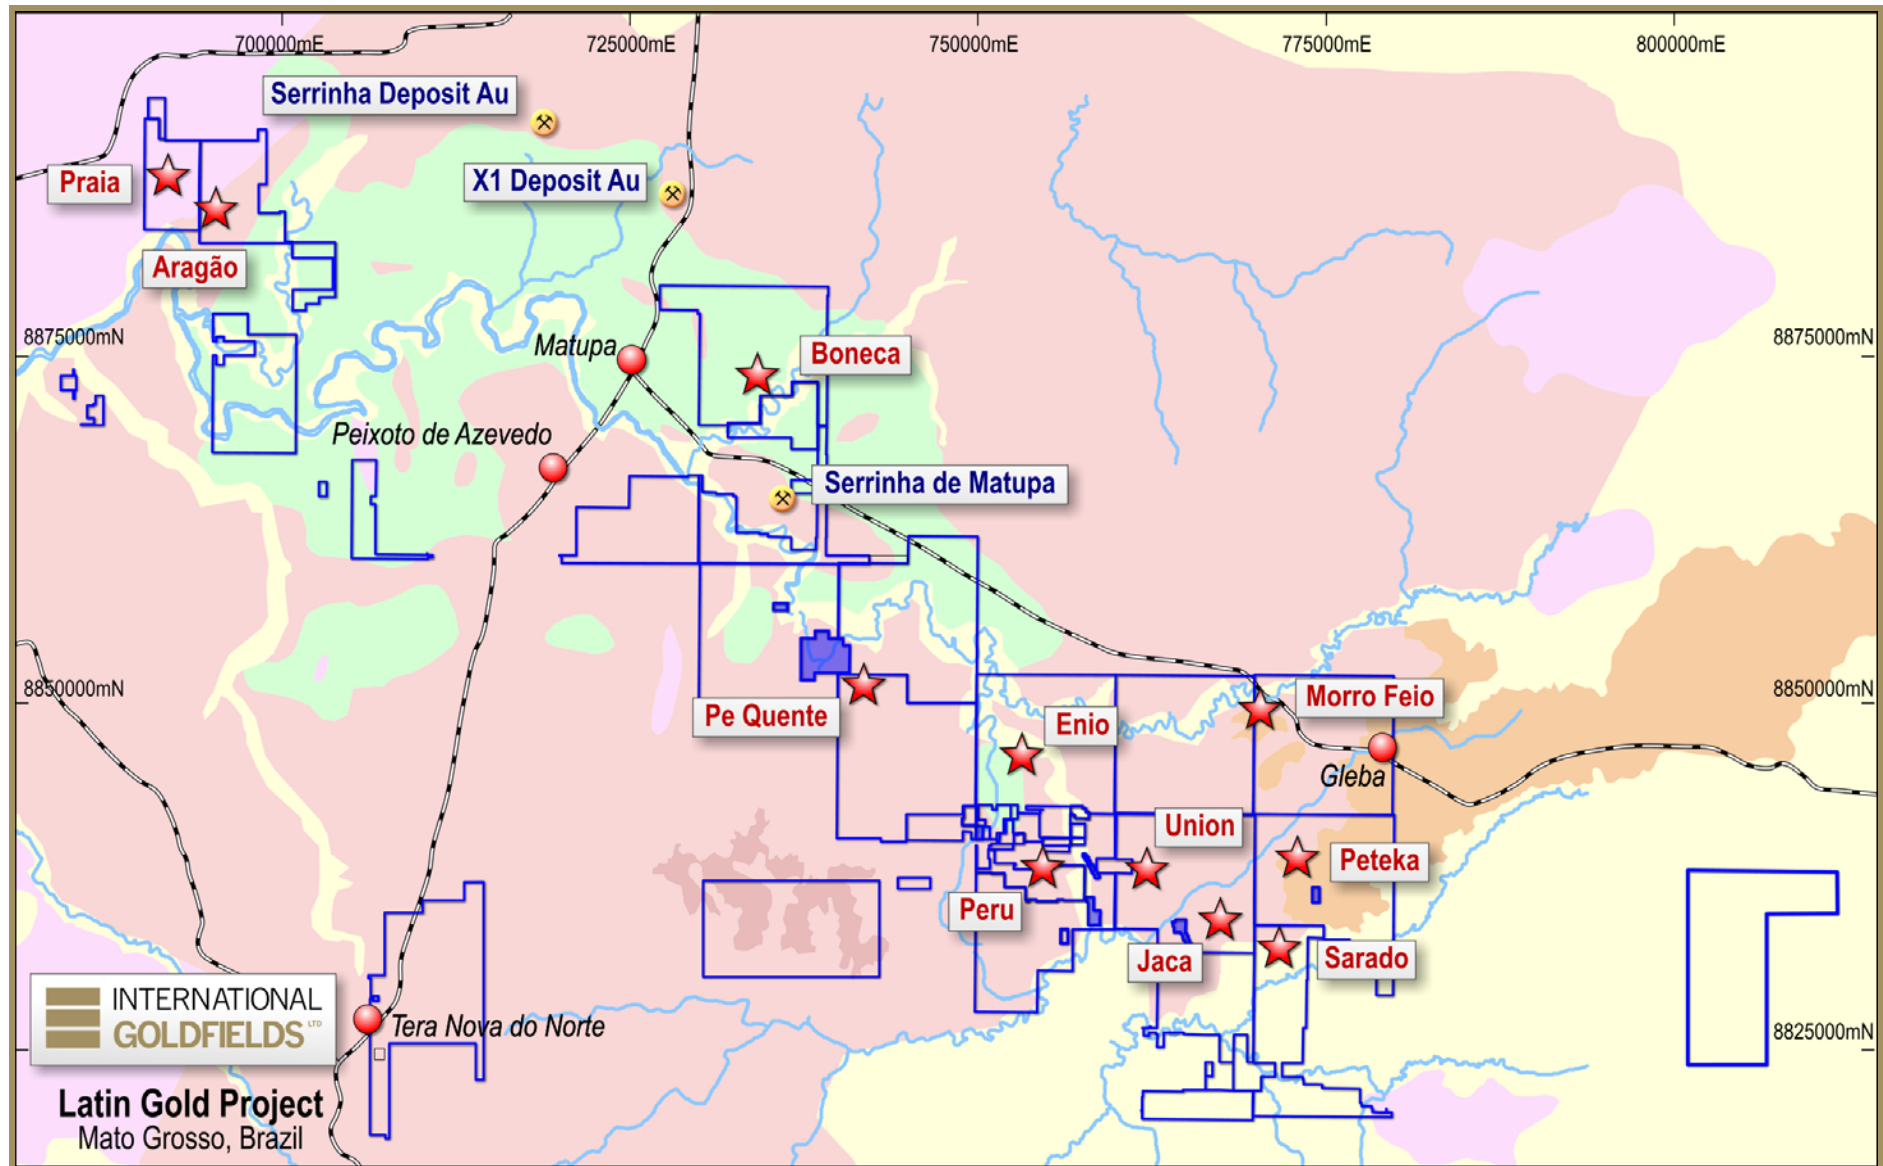 700000mE
725000mE
750000mE
775000mE
800000mE
Serrinha Deposit Au
X1 Deposit Au
Praia
Aragão
8875000mN
8875000mN
Matupa
Boneca
Peixoto de Azevedo
Serrinha de Matupa
8850000mN
8850000mN
Morro Feio
Pe Quente
Enio
Gleba
Union
Peteka
Peru
Jaca
Sarado
INTERNATIONAL
GOLDFIELDS LTD
Tera Nova do Norte
8825000mN
Latin Gold Project
Mato Grosso, Brazil